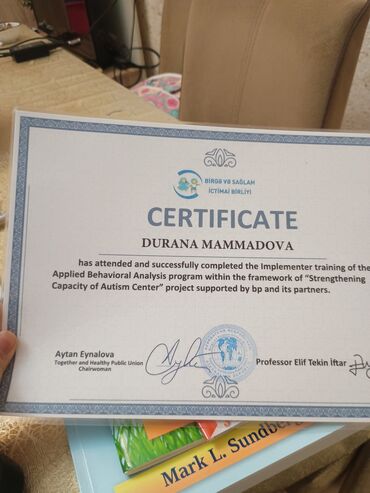 BİRGƏ VƏ SAĞLAM
İCTİMAİ BİRLİYİ
CERTIFICATE
DURANA MAMMADOVA
has attended and successfully completed the Implementer training of the
Applied Behavioral Analysis program within the framework of “Strengthening
Capacity of Autism Center” project supported by bp and its partners.
Aytan Eynalova
Together and Healthy Public Union
Chairwoman
Professor Elif Tekin İftar
Mark L. Sundberg